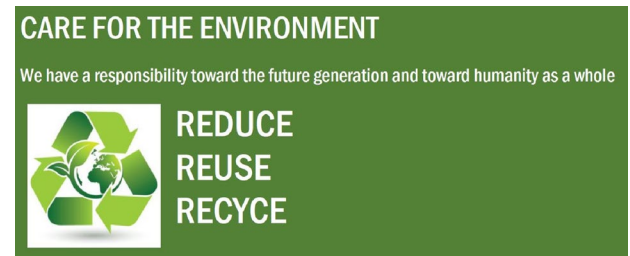 CARE FOR THE ENVIRONMENT
We have a responsibility toward the future generation and toward humanity as a whole
REDUCE
REUSE
RECYCE